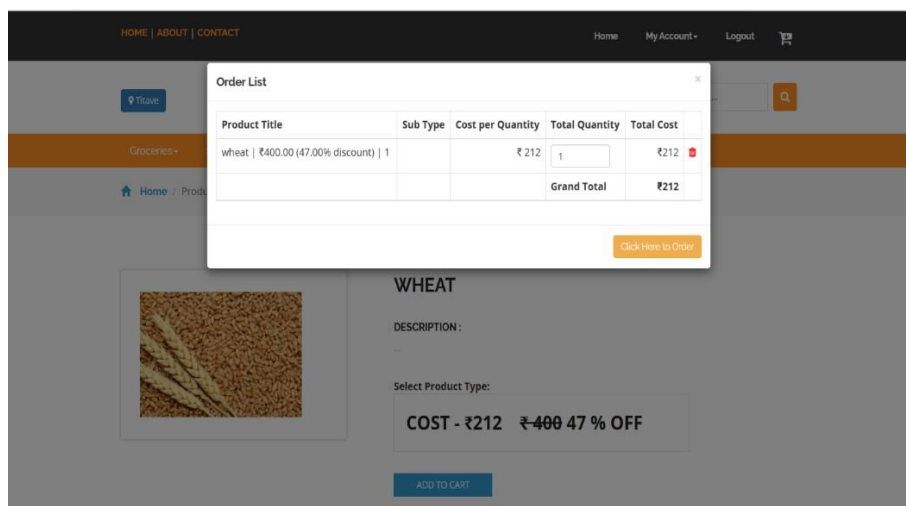 HOME | ABOUT | CONTACT
Home My Account Logout
Order List ×
Titave
Product Title Sub Type Cost per Quantity Total Quantity Total Cost
wheat | ₹400.00 (47.00% discount) | 1 ₹ 212 1 ₹212
Grand Total ₹212
Groceries
Home / Produ
Click Here to Order
WHEAT
DESCRIPTION :
...
Select Product Type:
COST - ₹212 ₹ 400 47 % OFF
ADD TO CART